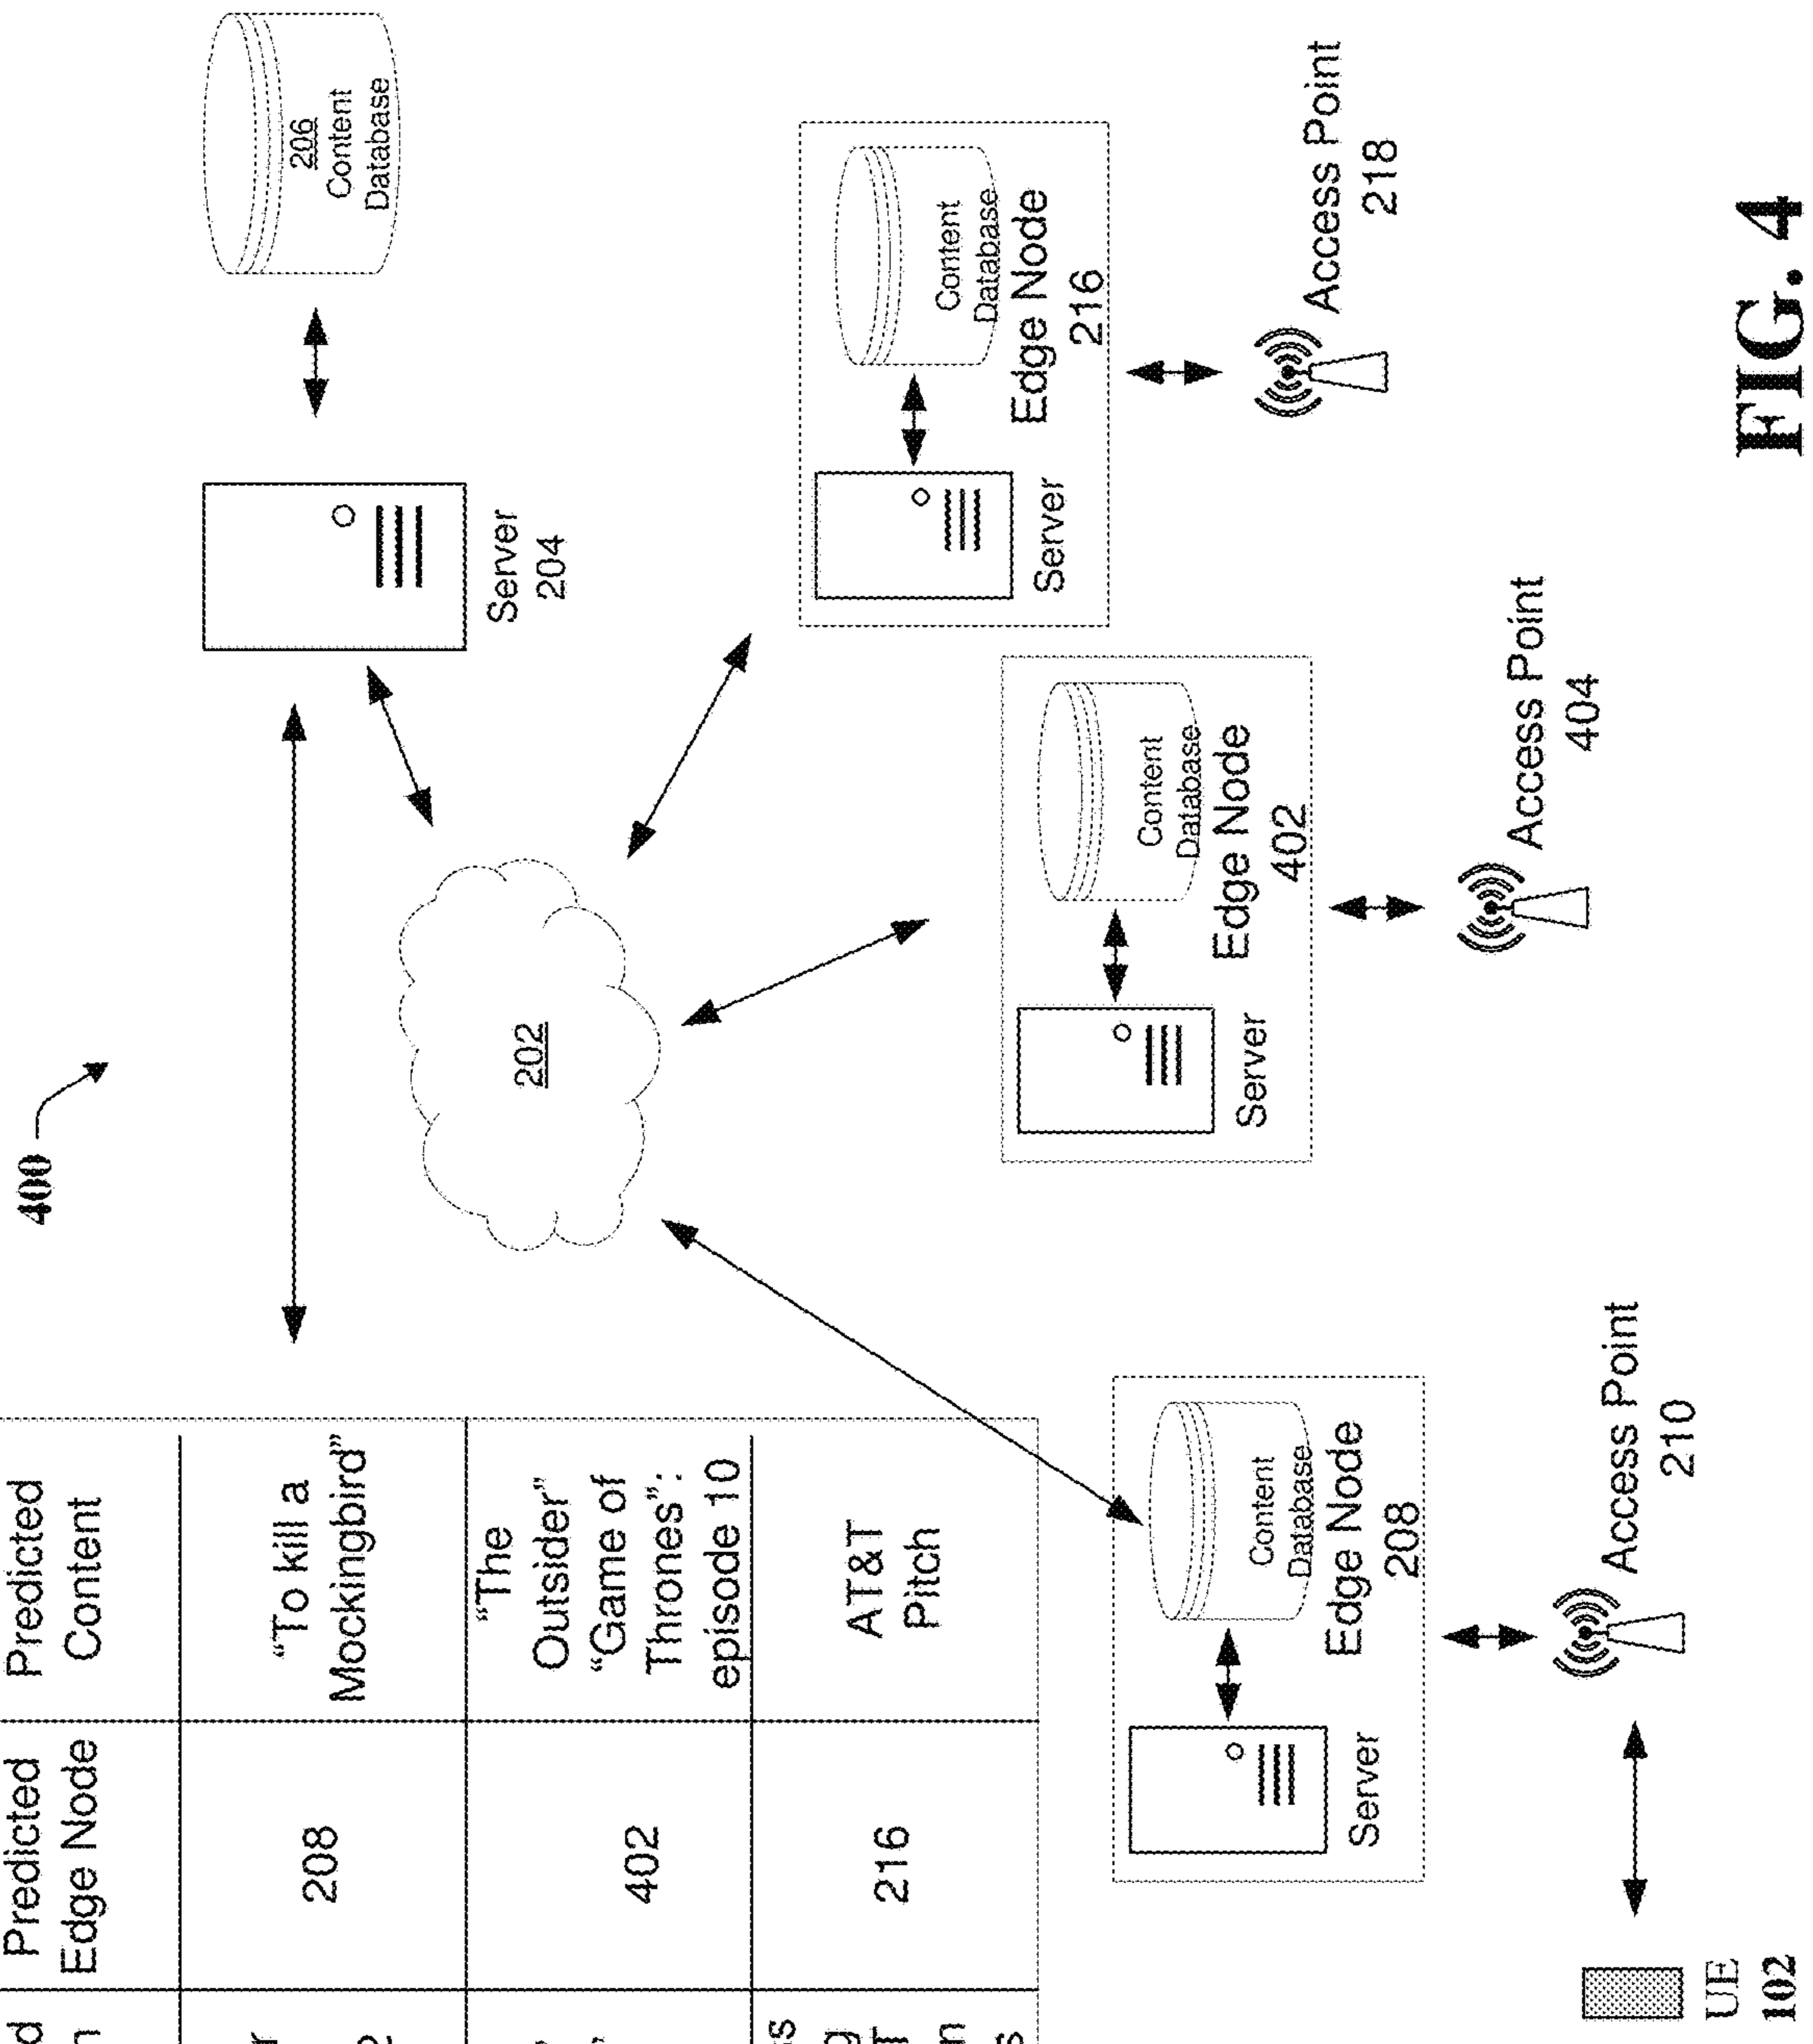 400
Predicted
Edge Node
Predicted
Content
208
“To kill a
Mockingbird”
402
“The
Outsider”
“Game of
Thrones”:
episode 10
216
AT&T
Pitch
206
Content
Database
Server
204
202
Server
Content
Database
Edge Node
216
Access Point
218
Server
Content
Database
Edge Node
402
Access Point
404
Server
Content
Database
Edge Node
208
Access Point
210
UE
102
FIG. 4